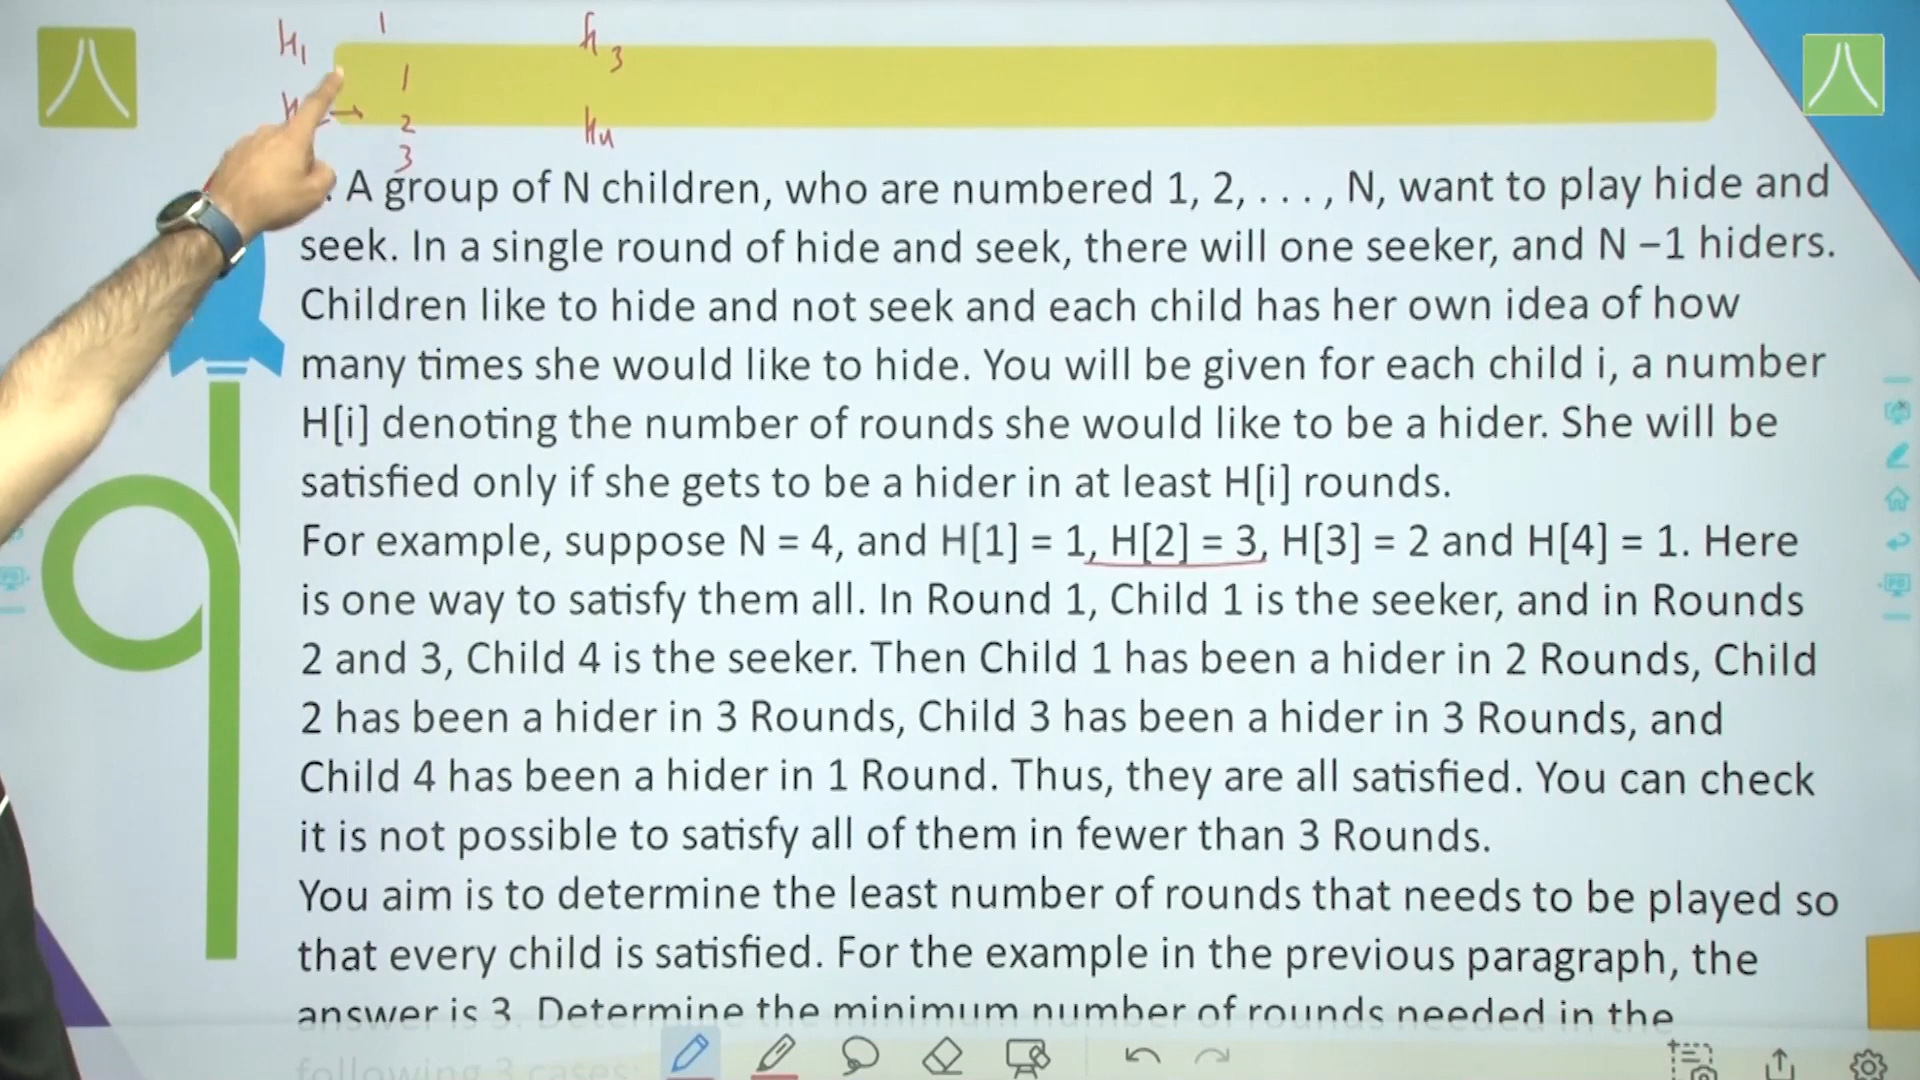 H1 1 h3
1
2 H4
3
. A group of N children, who are numbered 1, 2, . . . , N, want to play hide and
seek. In a single round of hide and seek, there will one seeker, and N −1 hiders.
Children like to hide and not seek and each child has her own idea of how
many times she would like to hide. You will be given for each child i, a number
H[i] denoting the number of rounds she would like to be a hider. She will be
satisfied only if she gets to be a hider in at least H[i] rounds.
For example, suppose N = 4, and H[1] = 1, H[2] = 3, H[3] = 2 and H[4] = 1. Here
is one way to satisfy them all. In Round 1, Child 1 is the seeker, and in Rounds
2 and 3, Child 4 is the seeker. Then Child 1 has been a hider in 2 Rounds, Child
2 has been a hider in 3 Rounds, Child 3 has been a hider in 3 Rounds, and
Child 4 has been a hider in 1 Round. Thus, they are all satisfied. You can check
it is not possible to satisfy all of them in fewer than 3 Rounds.
You aim is to determine the least number of rounds that needs to be played so
that every child is satisfied. For the example in the previous paragraph, the
answer is 3. Determine the minimum number of rounds needed in the
following 3 cases: